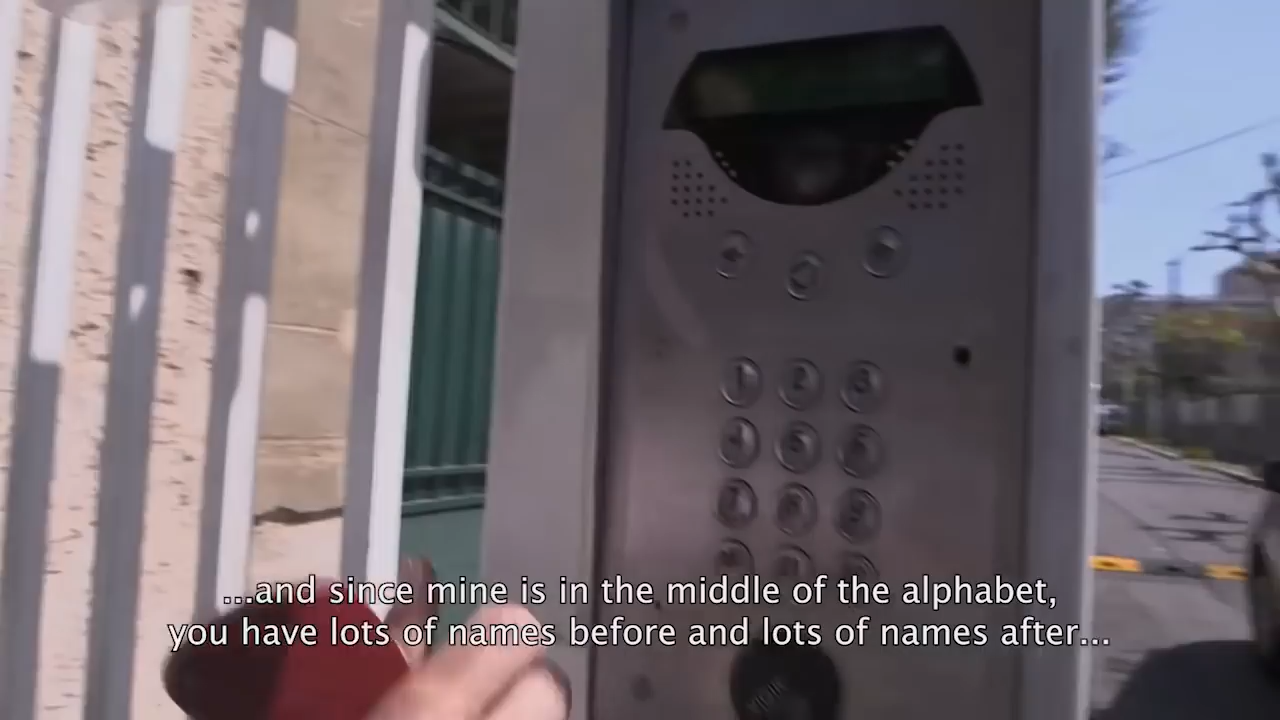 1 2 3
4 5 6
7 8 9
...and since mine is in the middle of the alphabet,
you have lots of names before and lots of names after...